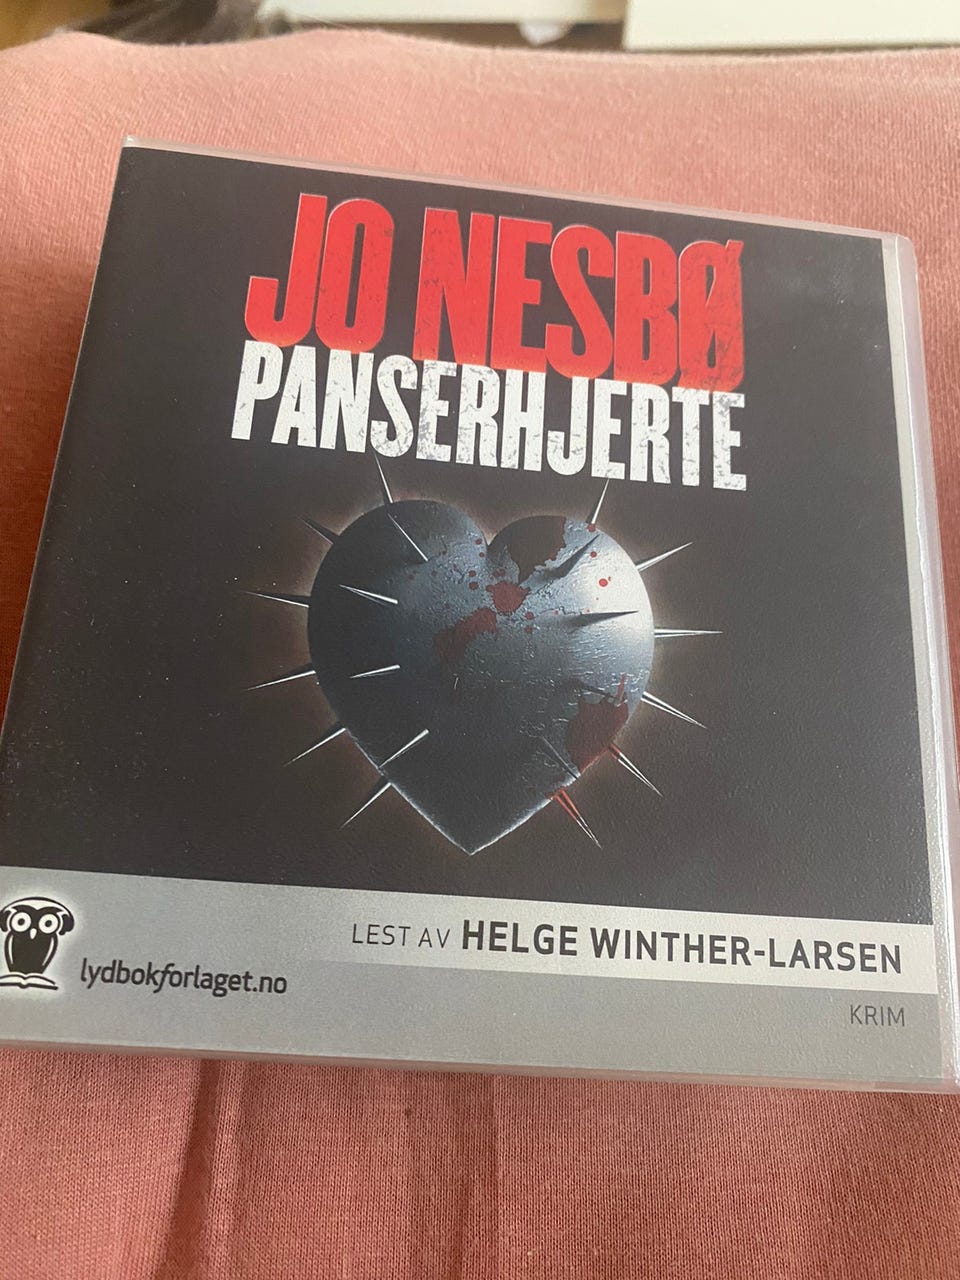 JO NESBØ
PANSERHJERTE
LEST AV HELGE WINTHER-LARSEN
lydbokforlaget.no
KRIM